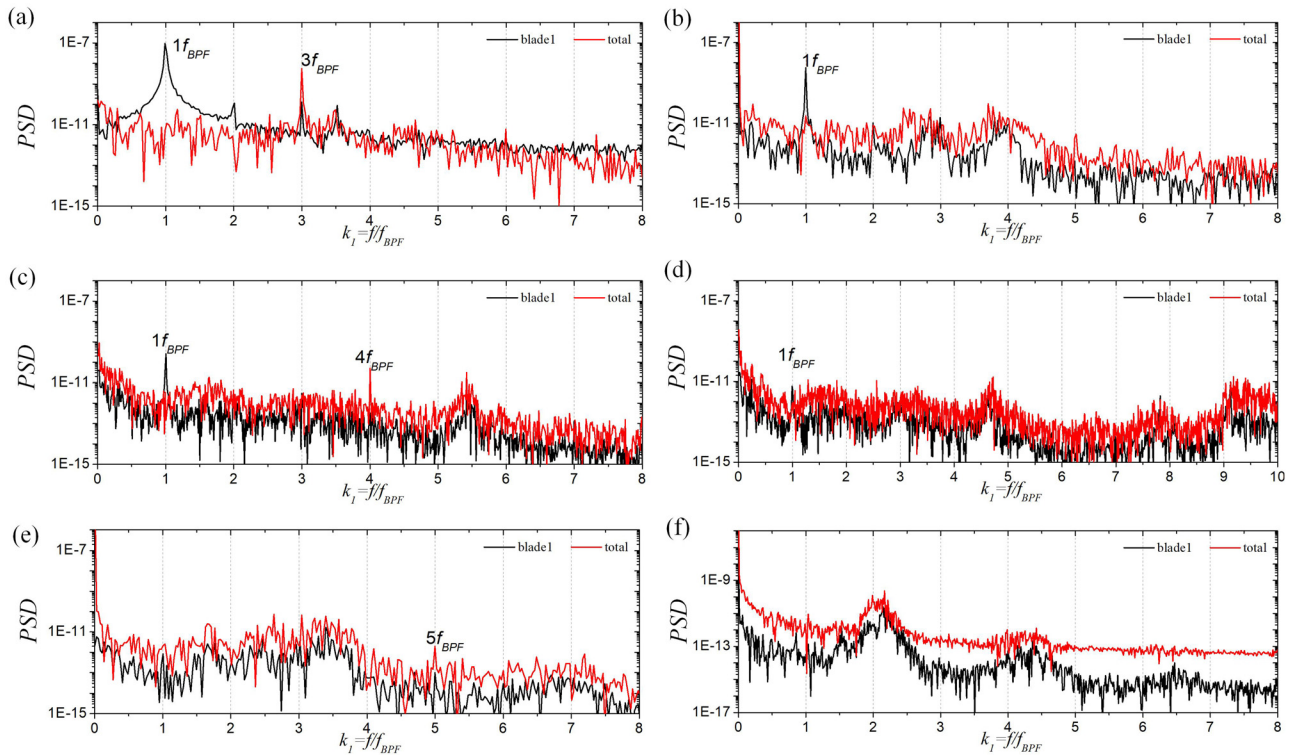 (a)
1E-7
1E-11
1E-15
PSD
1f_BPF
3f_BPF
blade1 total
0 1 2 3 4 5 6 7 8
k_1=f/f_BPF
(b)
1E-7
1E-11
1E-15
PSD
1f_BPF
blade1 total
0 1 2 3 4 5 6 7 8
k_1=f/f_BPF
(c)
1E-7
1E-11
1E-15
PSD
1f_BPF
4f_BPF
blade1 total
0 1 2 3 4 5 6 7 8
k_1=f/f_BPF
(d)
1E-7
1E-11
1E-15
PSD
1f_BPF
blade1 total
0 1 2 3 4 5 6 7 8 9 10
k_1=f/f_BPF
(e)
1E-7
1E-11
1E-15
PSD
5f_BPF
blade1 total
0 1 2 3 4 5 6 7 8
k_1=f/f_BPF
(f)
1E-9
1E-13
1E-17
PSD
blade1 total
0 1 2 3 4 5 6 7 8
k_1=f/f_BPF